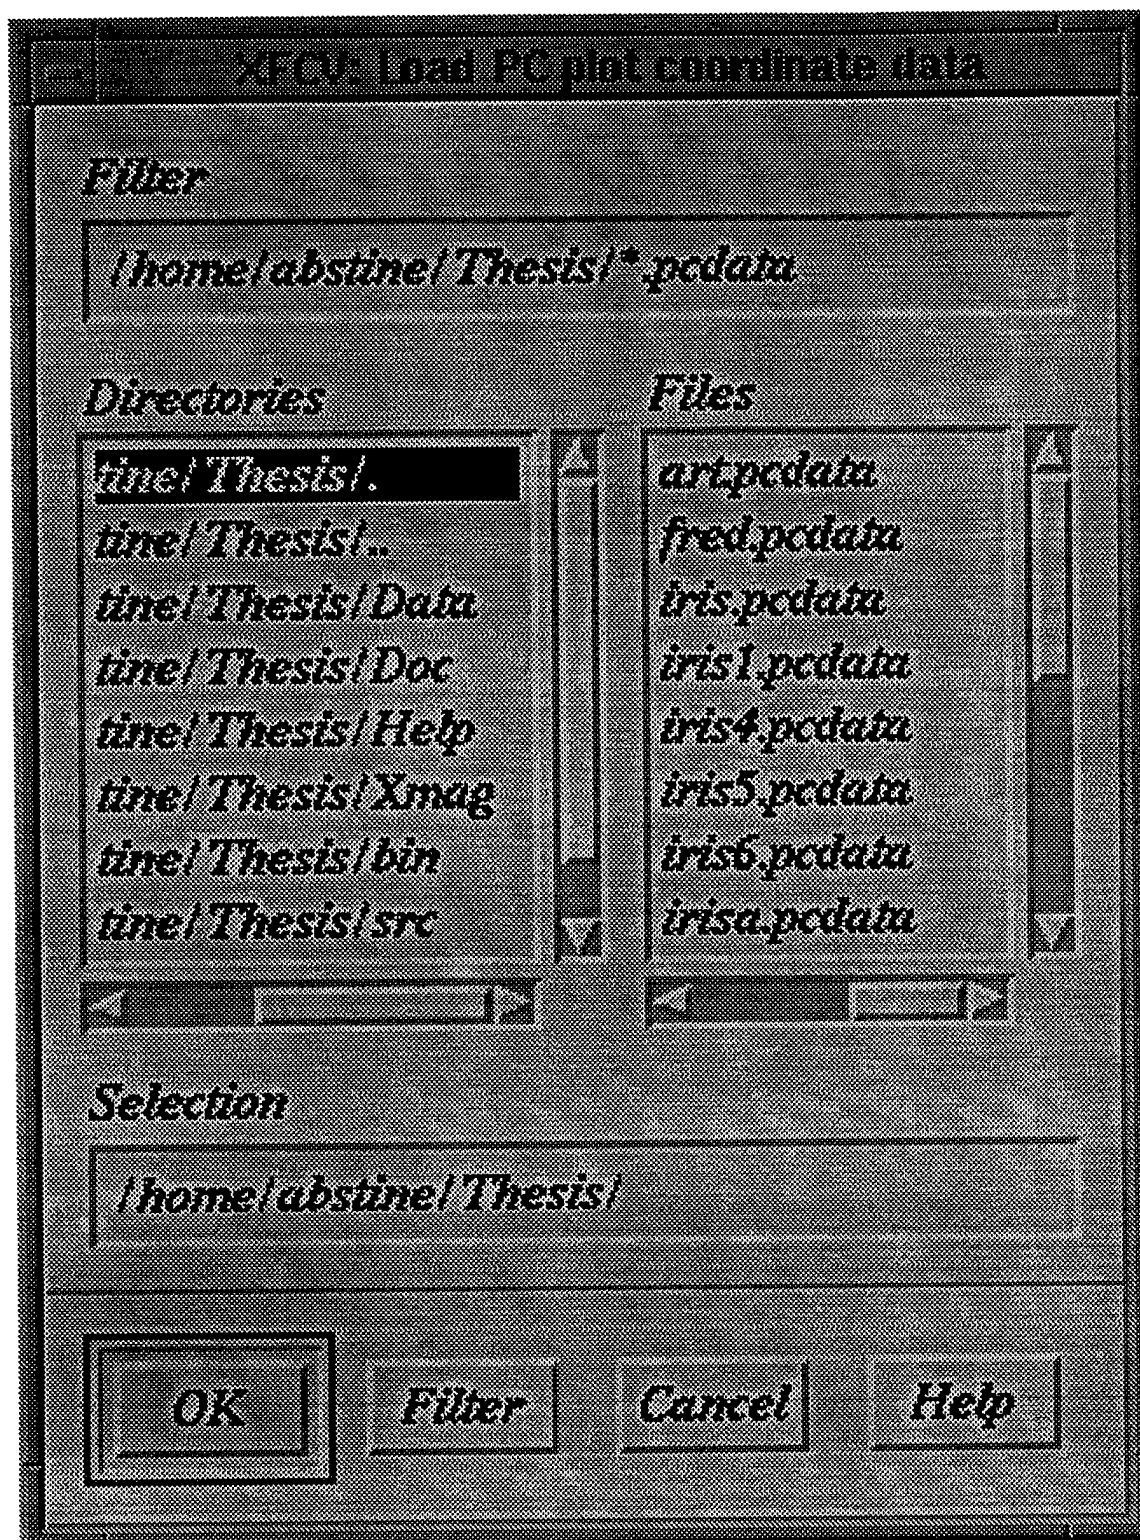 XFCV: Load PC plot coordinate data
Filter
/home/abstine/Thesis/*.pcdata
Directories
tine/Thesis/.
tine/Thesis/..
tine/Thesis/Data
tine/Thesis/Doc
tine/Thesis/Help
tine/Thesis/Xmag
tine/Thesis/bin
tine/Thesis/src
Files
art.pcdata
fred.pcdata
iris.pcdata
iris1.pcdata
iris4.pcdata
iris5.pcdata
iris6.pcdata
irisa.pcdata
Selection
/home/abstine/Thesis/
OK Filter Cancel Help